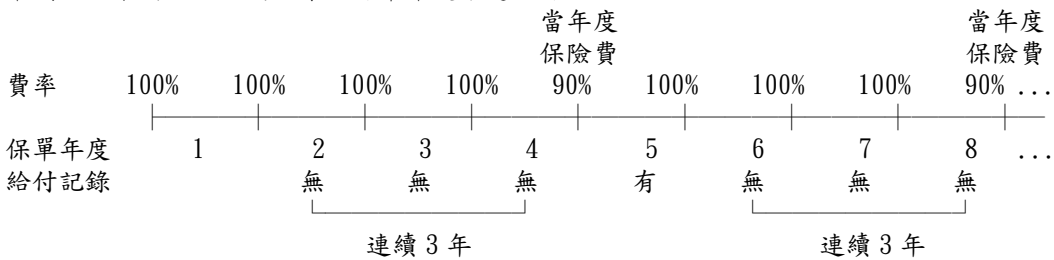 當年度 當年度
保險費 保險費
費率 100% 100% 100% 100% 90% 100% 100% 100% 90% ...
保單年度 1 2 3 4 5 6 7 8 ...
給付記錄 無 無 無 有 無 無 無
連續 3 年 連續 3 年